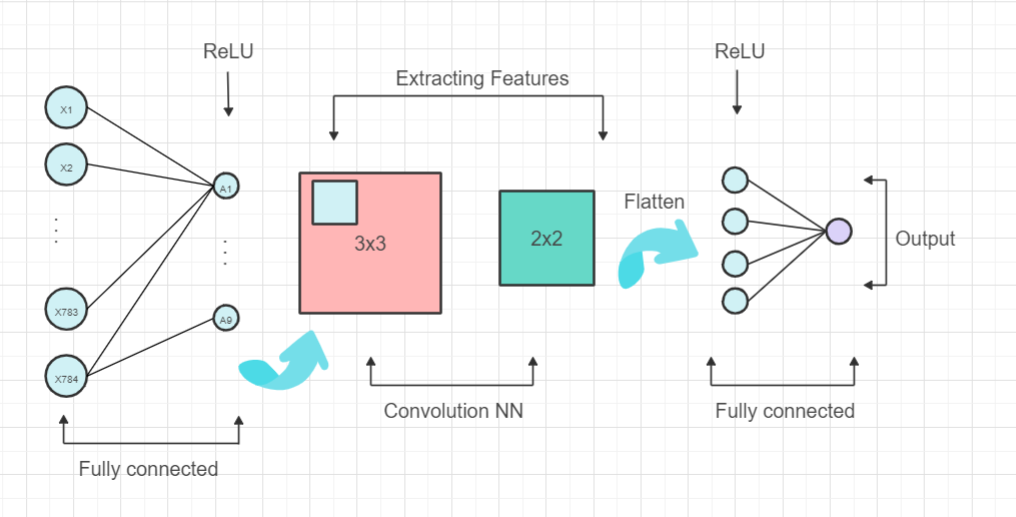 ReLU
ReLU
Extracting Features
X1
X2
A1
Flatten
3x3
2x2
Output
X783
A9
X784
Convolution NN
Fully connected
Fully connected